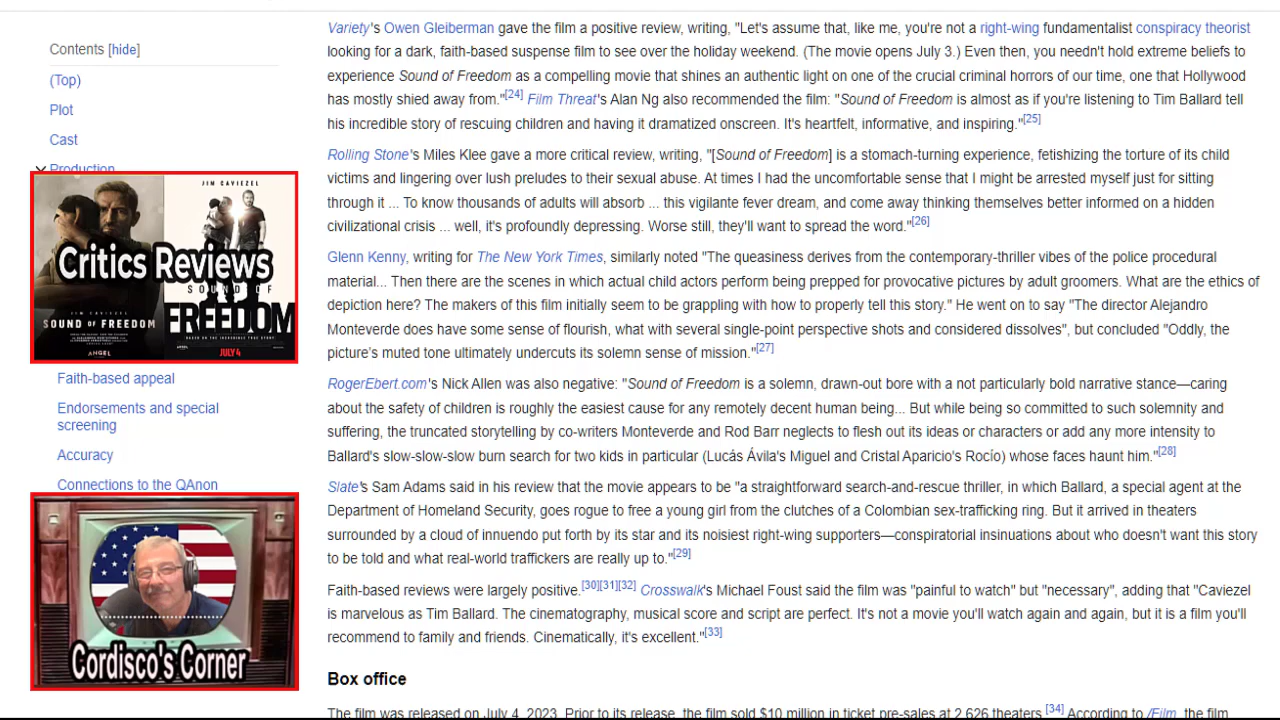 Contents [hide]
(Top)
Plot
Cast
Production
JIM CAVIEZEL
Critics Reviews
SOUND OF
FREEDOM
SOUND OF FREEDOM
ANGEL
JULY 4
Faith-based appeal
Endorsements and special
screening
Accuracy
Connections to the QAnon
Cordisco's Corner
Variety's Owen Gleiberman gave the film a positive review, writing, "Let's assume that, like me, you're not a right-wing fundamentalist conspiracy theorist
looking for a dark, faith-based suspense film to see over the holiday weekend. (The movie opens July 3.) Even then, you needn't hold extreme beliefs to
experience Sound of Freedom as a compelling movie that shines an authentic light on one of the crucial criminal horrors of our time, one that Hollywood
has mostly shied away from."[24] Film Threat's Alan Ng also recommended the film: "Sound of Freedom is almost as if you're listening to Tim Ballard tell
his incredible story of rescuing children and having it dramatized onscreen. It's heartfelt, informative, and inspiring."[25]
Rolling Stone's Miles Klee gave a more critical review, writing, "[Sound of Freedom] is a stomach-turning experience, fetishizing the torture of its child
victims and lingering over lush preludes to their sexual abuse. At times I had the uncomfortable sense that I might be arrested myself just for sitting
through it ... To know thousands of adults will absorb ... this vigilante fever dream, and come away thinking themselves better informed on a hidden
civilizational crisis ... well, it's profoundly depressing. Worse still, they'll want to spread the word."[26]
Glenn Kenny, writing for The New York Times, similarly noted "The queasiness derives from the contemporary-thriller vibes of the police procedural
material... Then there are the scenes in which actual child actors perform being prepped for provocative pictures by adult groomers. What are the ethics of
depiction here? The makers of this film initially seem to be grappling with how to properly tell this story." He went on to say "The director Alejandro
Monteverde does have some sense of flourish, what with several single-point perspective shots and considered dissolves", but concluded "Oddly, the
picture's muted tone ultimately undercuts its solemn sense of mission."[27]
RogerEbert.com's Nick Allen was also negative: "Sound of Freedom is a solemn, drawn-out bore with a not particularly bold narrative stance—caring
about the safety of children is roughly the easiest cause for any remotely decent human being... But while being so committed to such solemnity and
suffering, the truncated storytelling by co-writers Monteverde and Rod Barr neglects to flesh out its ideas or characters or add any more intensity to
Ballard's slow-slow-slow burn search for two kids in particular (Lucás Ávila's Miguel and Cristal Aparicio's Rocío) whose faces haunt him."[28]
Slate's Sam Adams said in his review that the movie appears to be "a straightforward search-and-rescue thriller, in which Ballard, a special agent at the
Department of Homeland Security, goes rogue to free a young girl from the clutches of a Colombian sex-trafficking ring. But it arrived in theaters
surrounded by a cloud of innuendo put forth by its star and its noisiest right-wing supporters—conspiratorial insinuations about who doesn't want this story
to be told and what real-world traffickers are really up to."[29]
Faith-based reviews were largely positive.[30][31][32] Crosswalk's Michael Foust said the film was "painful to watch" but "necessary", adding that "Caviezel
is marvelous as Tim Ballard. The cinematography, musical score and script are perfect. It's not a movie you'll watch again and again, but it is a film you'll
recommend to family and friends. Cinematically, it's excellent."[33]
Box office
The film was released on July 4, 2023. Prior to its release, the film sold $10 million in ticket pre-sales at 2,626 theaters.[34] According to /Film, the film